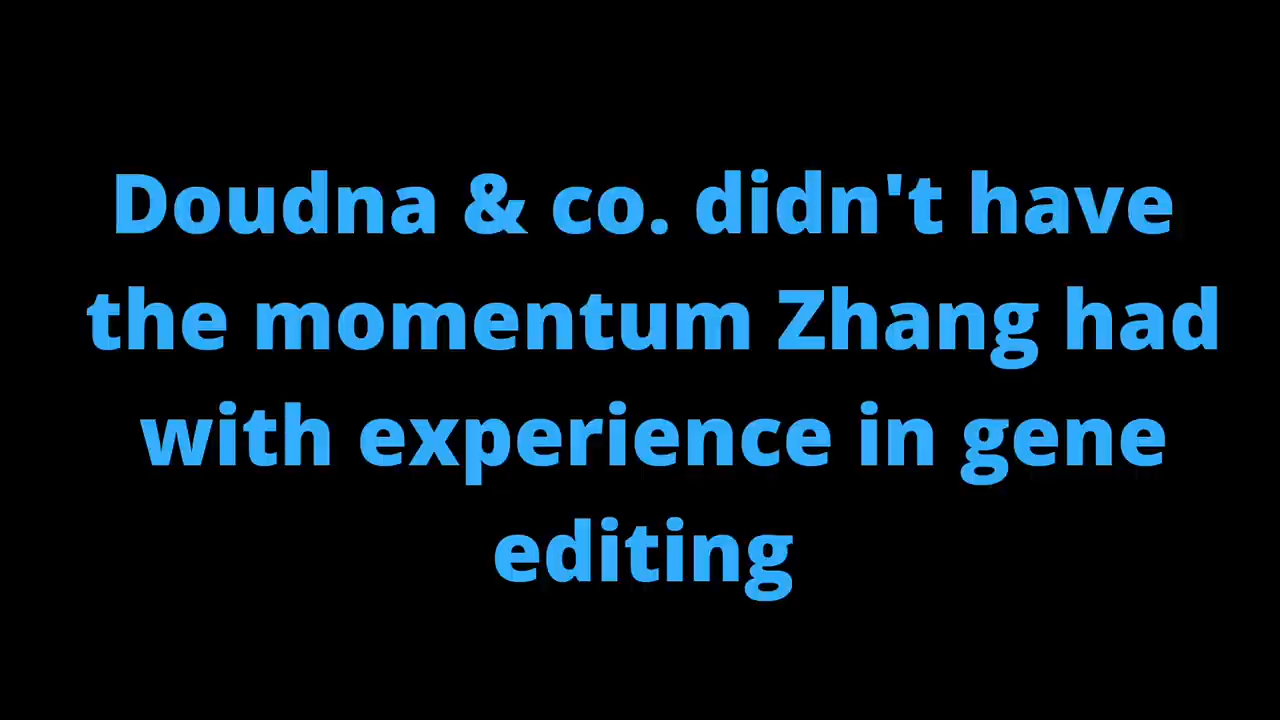 Doudna & co. didn't have
the momentum Zhang had
with experience in gene
editing